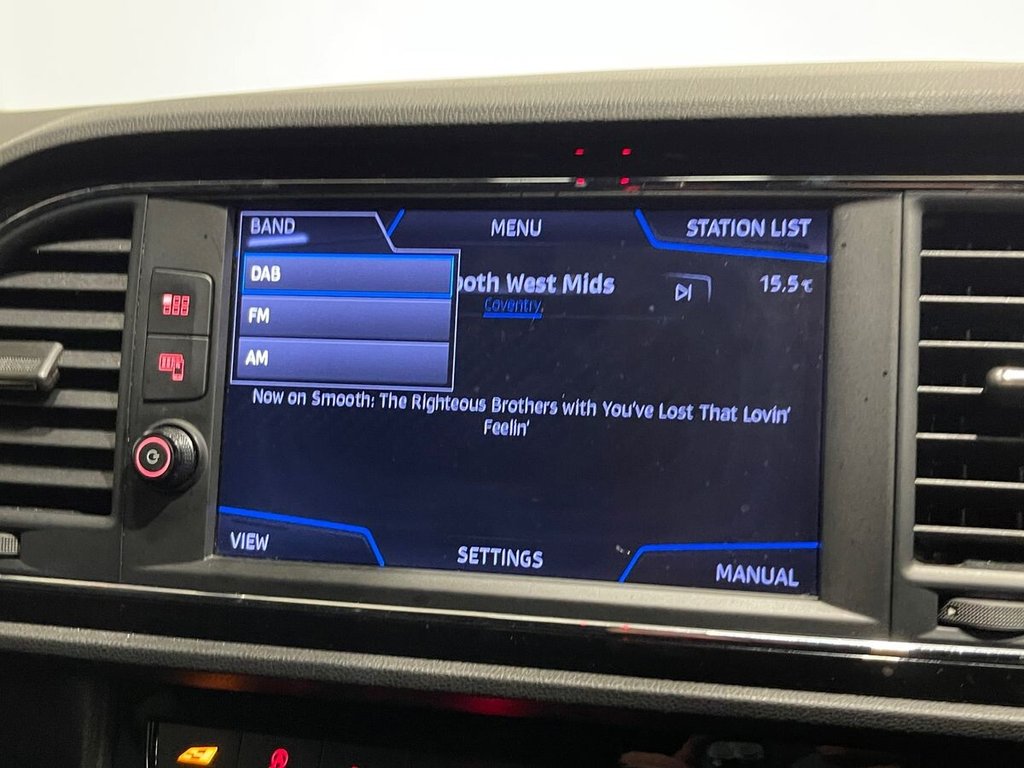 BAND
MENU
STATION LIST
DAB
FM
AM
ooth West Mids
Coventry,
15.5
Now on Smooth: The Righteous Brothers with You've Lost That Lovin'
Feelin'
VIEW
SETTINGS
MANUAL